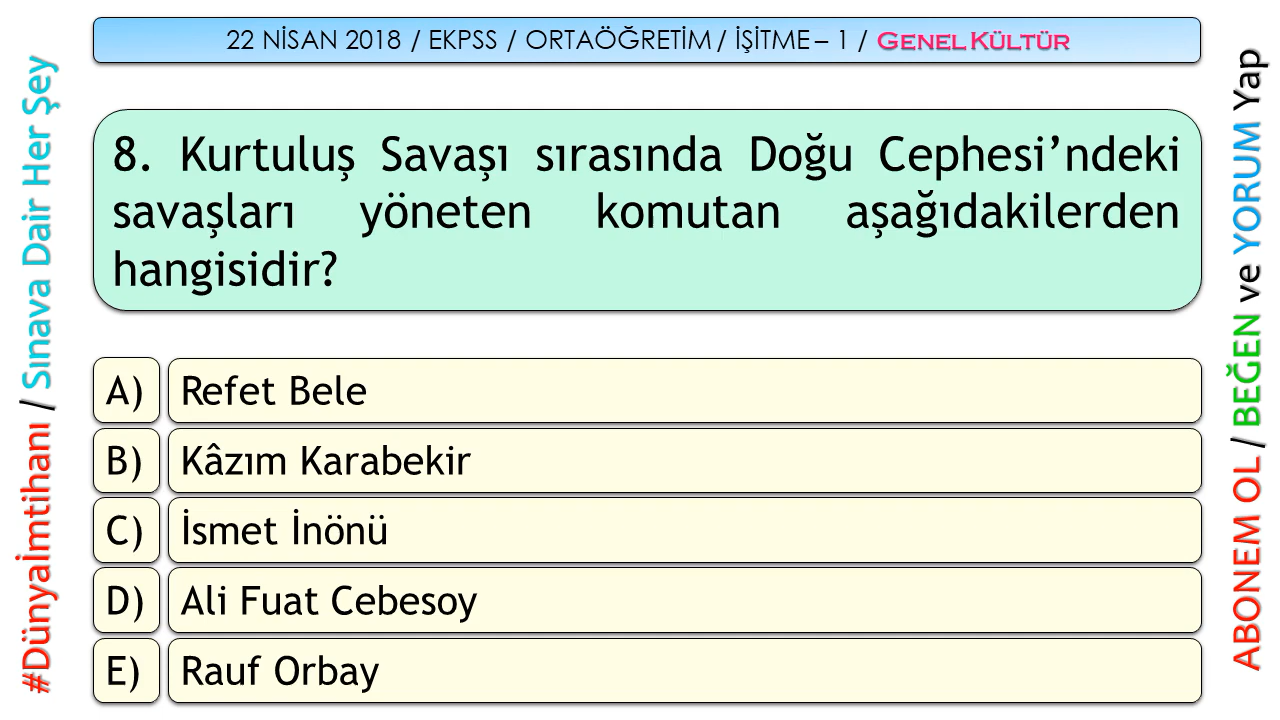 22 NİSAN 2018 / EKPSS / ORTAÖĞRETİM / İŞİTME – 1 / GENEL KÜLTÜR
#Dünyaİmtihanı / Sınava Dair Her Şey
8. Kurtuluş Savaşı sırasında Doğu Cephesi’ndeki
savaşları yöneten komutan aşağıdakilerden
hangisidir?
A) Refet Bele
B) Kâzım Karabekir
C) İsmet İnönü
D) Ali Fuat Cebesoy
E) Rauf Orbay
ABONEM OL / BEĞEN ve YORUM Yap